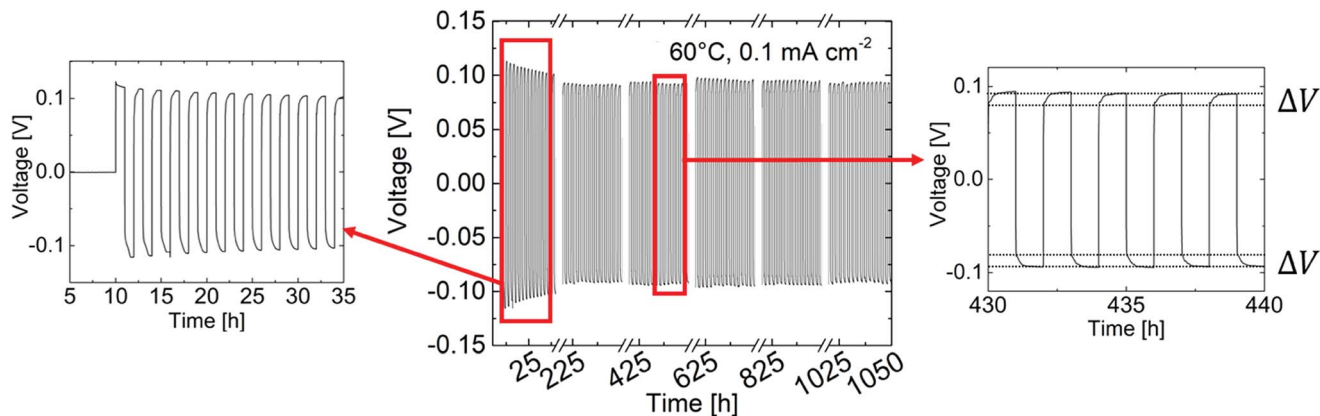 0.1
0.0
-0.1
Voltage [V]
5 10 15 20 25 30 35
Time [h]
0.15
0.10
0.05
0.00
-0.05
-0.10
-0.15
Voltage [V]
60°C, 0.1 mA cm-2
25 225 425 625 825 1025 1050
Time [h]
0.1
0.0
-0.1
Voltage [V]
430 435 440
Time [h]
ΔV
ΔV